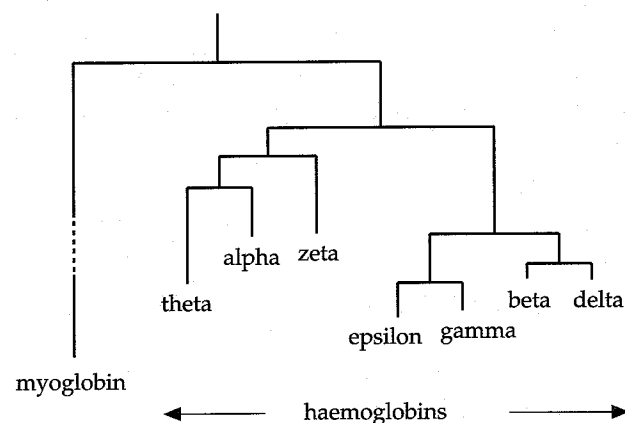 alpha
zeta
theta
epsilon
gamma
beta
delta
myoglobin
haemoglobins